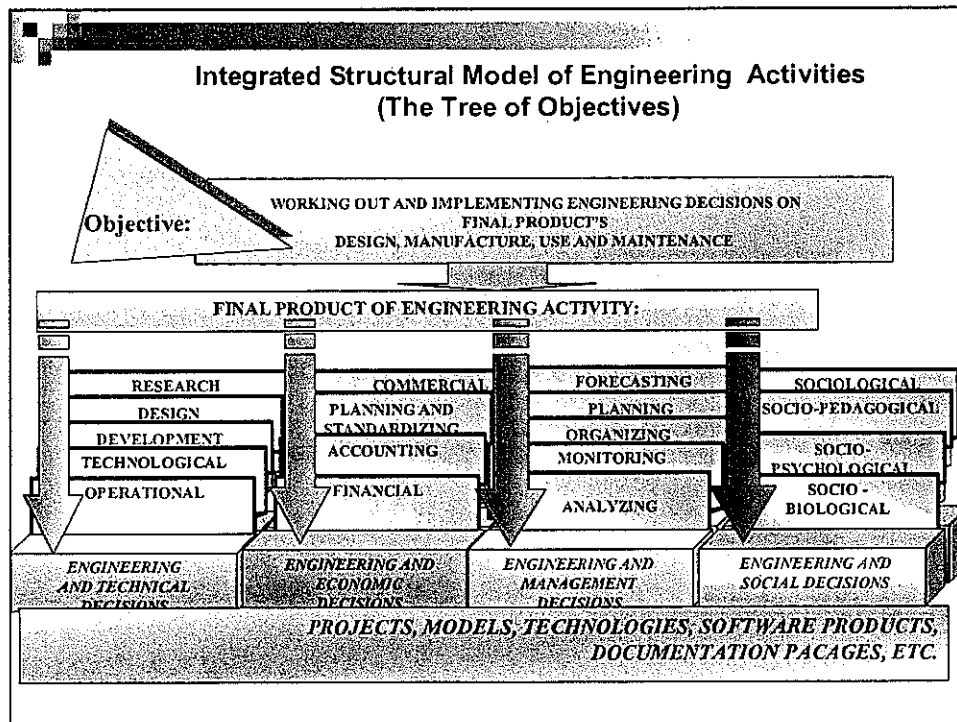 Integrated Structural Model of Engineering Activities
(The Tree of Objectives)
Objective:
WORKING OUT AND IMPLEMENTING ENGINEERING DECISIONS ON
FINAL PRODUCT'S
DESIGN, MANUFACTURE, USE AND MAINTENANCE
FINAL PRODUCT OF ENGINEERING ACTIVITY:
RESEARCH
DESIGN
DEVELOPMENT
TECHNOLOGICAL
OPERATIONAL
COMMERCIAL
PLANNING AND
STANDARDIZING
ACCOUNTING
FINANCIAL
FORECASTING
PLANNING
ORGANIZING
MONITORING
ANALYZING
SOCIOLOGICAL
SOCIO-PEDAGOGICAL
SOCIO-
PSYCHOLOGICAL
SOCIO -
BIOLOGICAL
ENGINEERING
AND TECHNICAL
DECISIONS
ENGINEERING AND
ECONOMIC
DECISIONS
ENGINEERING AND
MANAGEMENT
DECISIONS
ENGINEERING AND
SOCIAL DECISIONS
PROJECTS, MODELS, TECHNOLOGIES, SOFTWARE PRODUCTS,
DOCUMENTATION PACAGES, ETC.